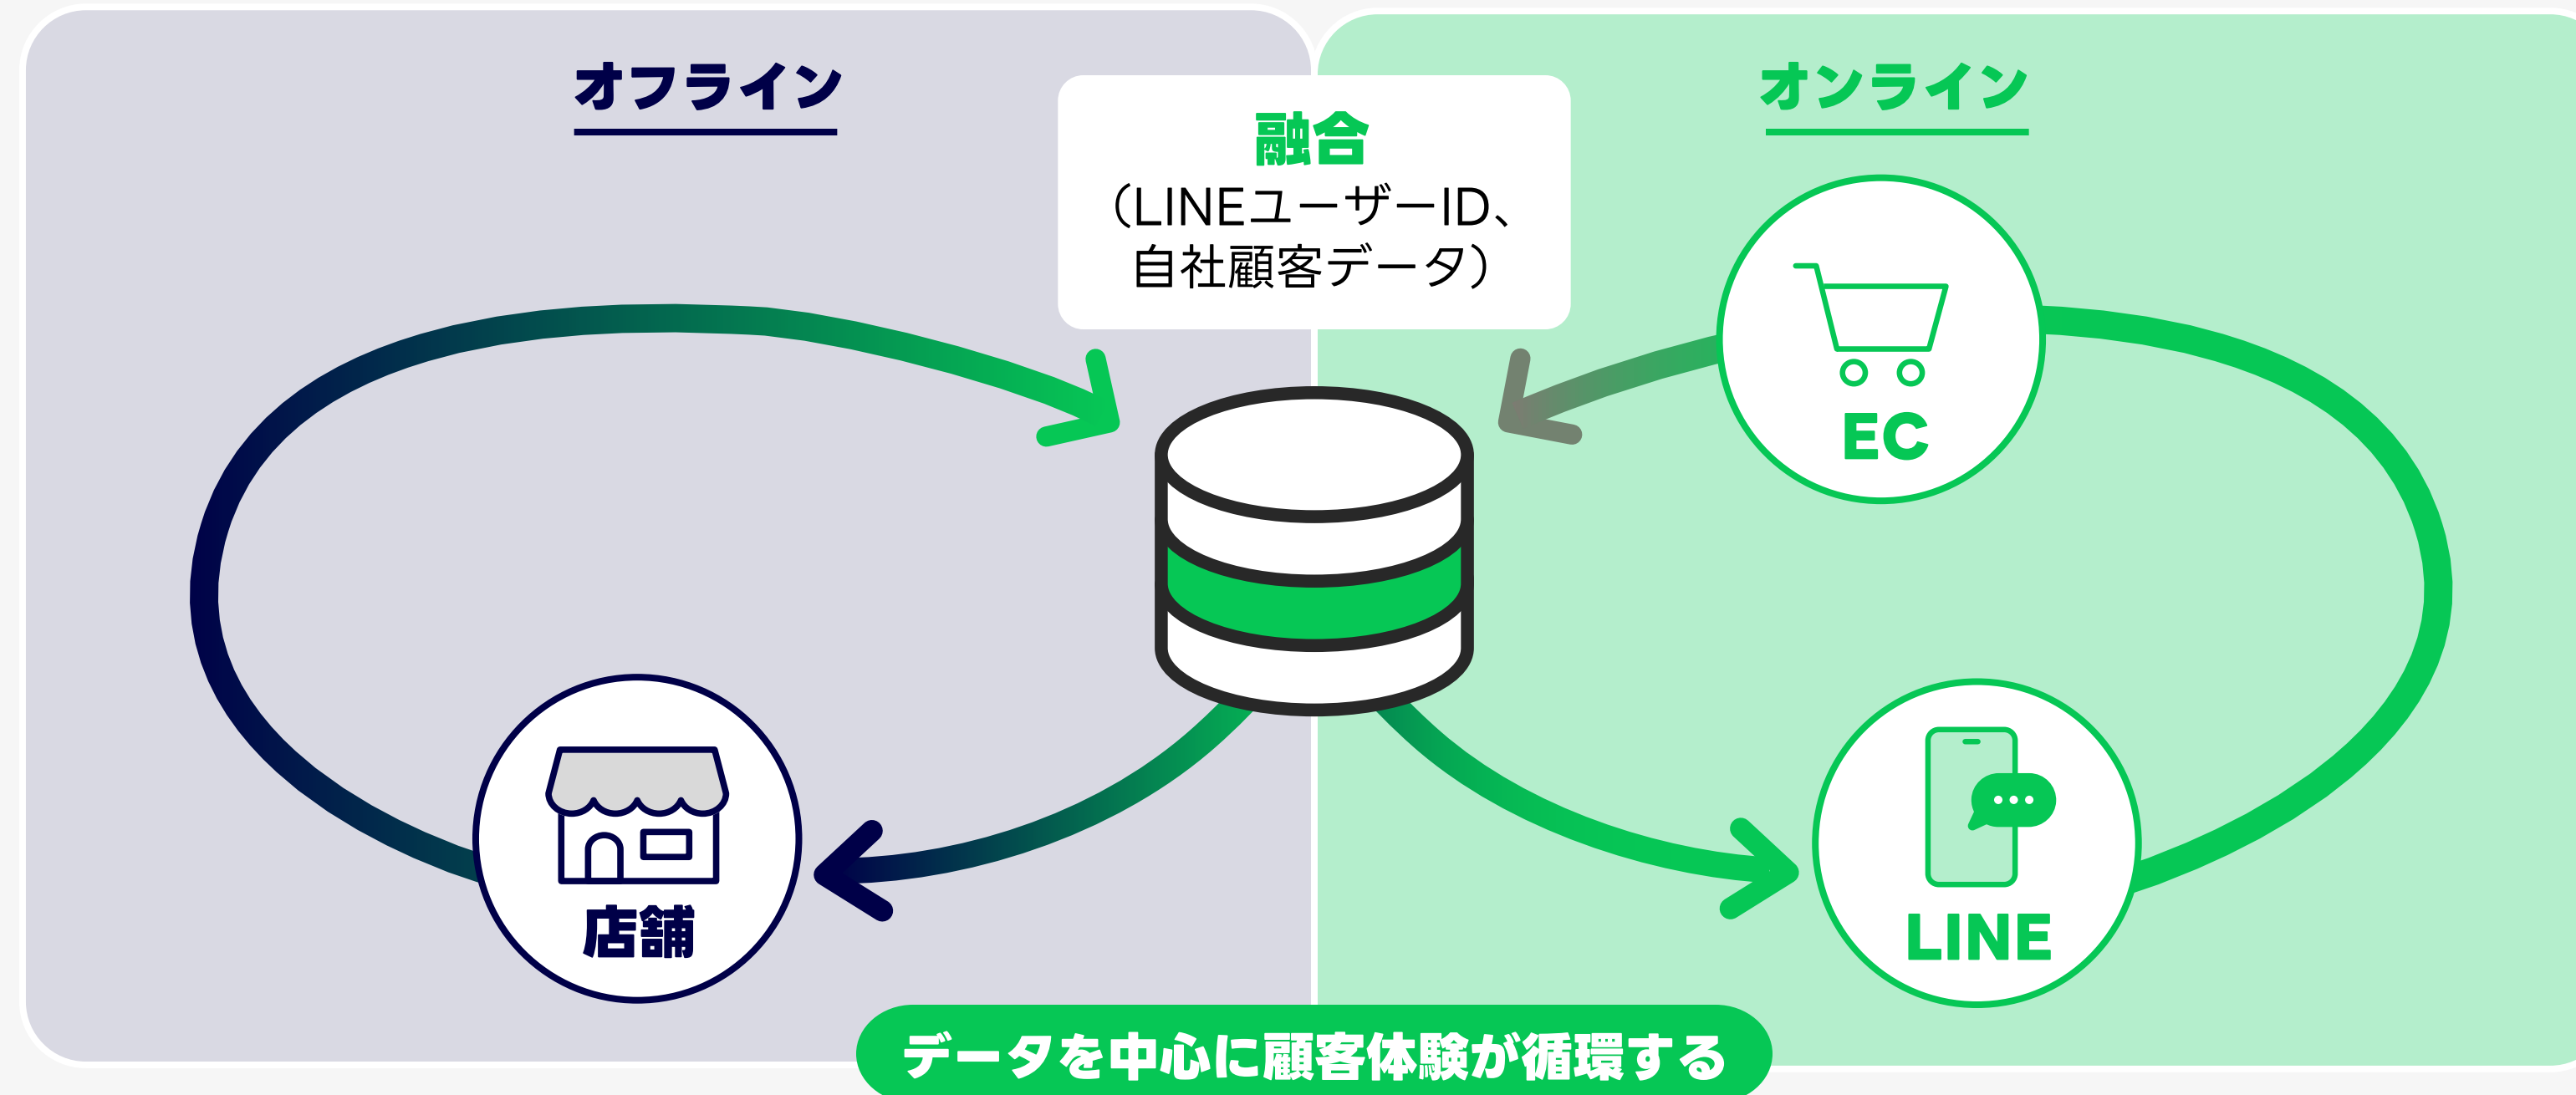 オフライン
融合
（LINEユーザーID、
自社顧客データ）
オンライン
EC
店舗
LINE
データを中心に顧客体験が循環する